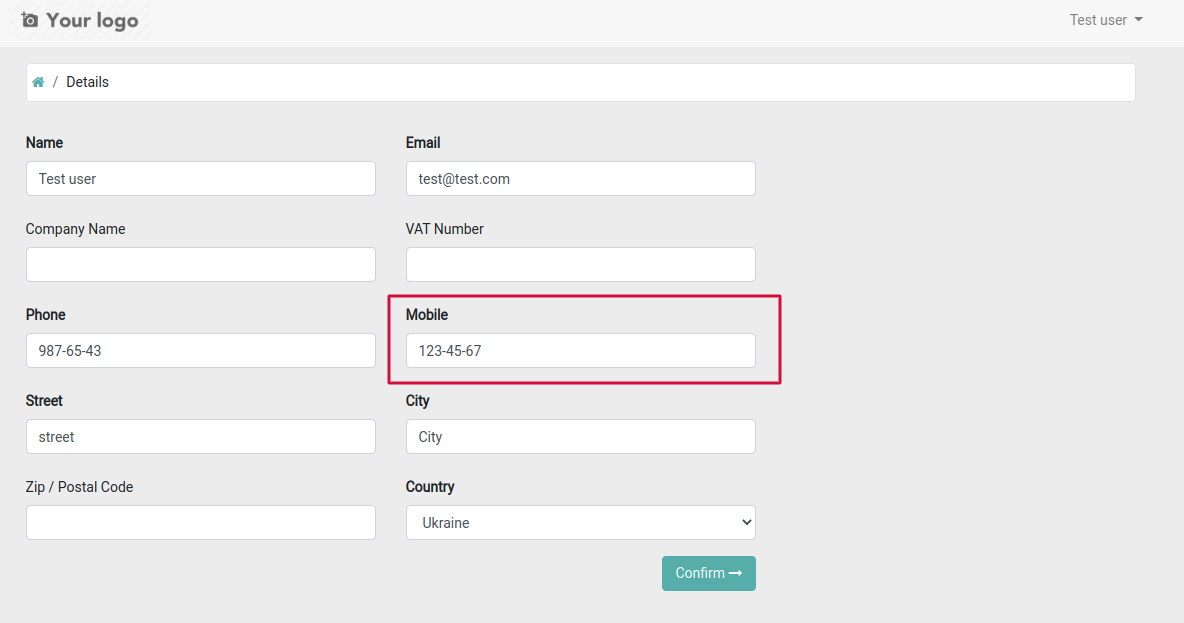 Your logo
Test user
/ Details
Name
Email
Test user
test@test.com
Company Name
VAT Number
Phone
Mobile
987-65-43
123-45-67
Street
City
street
City
Zip / Postal Code
Country
Ukraine
Confirm